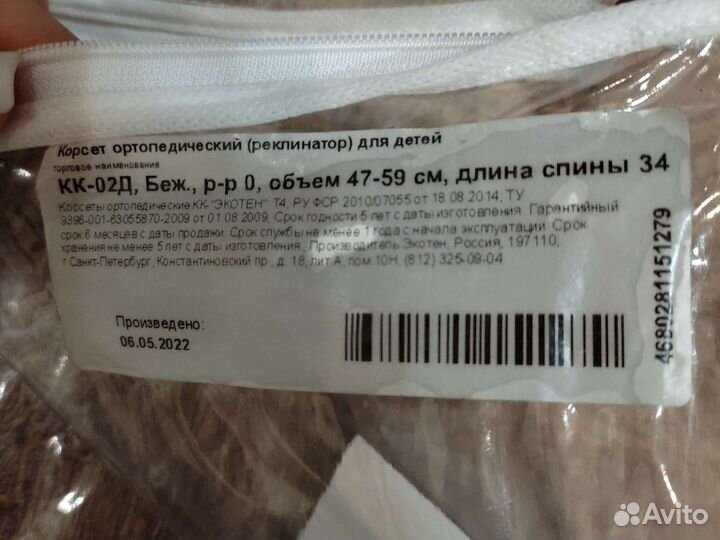 Корсет ортопедический (реклинатор) для детей
торговое наименование
КК-02Д, Беж., р-р 0, объем 47-59 см, длина спины 34
Корсеты ортопедические КК-"ЭКОТЕН" Т4, РУ ФСР 2010/07055 от 18 08 2014, ТУ
9396-001-63055870-2009 от 01.08 2009, Срок годности 5 лет с даты изготовления. Гарантийный
срок 6 месяцев с даты продажи. Срок службы не менее 1 года с начала эксплуатации. Срок
хранения не менее 5 лет с даты изготовления., Производитель Экотен, Россия, 197110,
г.Санкт-Петербург, Константиновский пр., д. 18, лит А, пом.10Н, (812) 325-09-04
Произведено:
06.05.2022
4680281151279
Avito